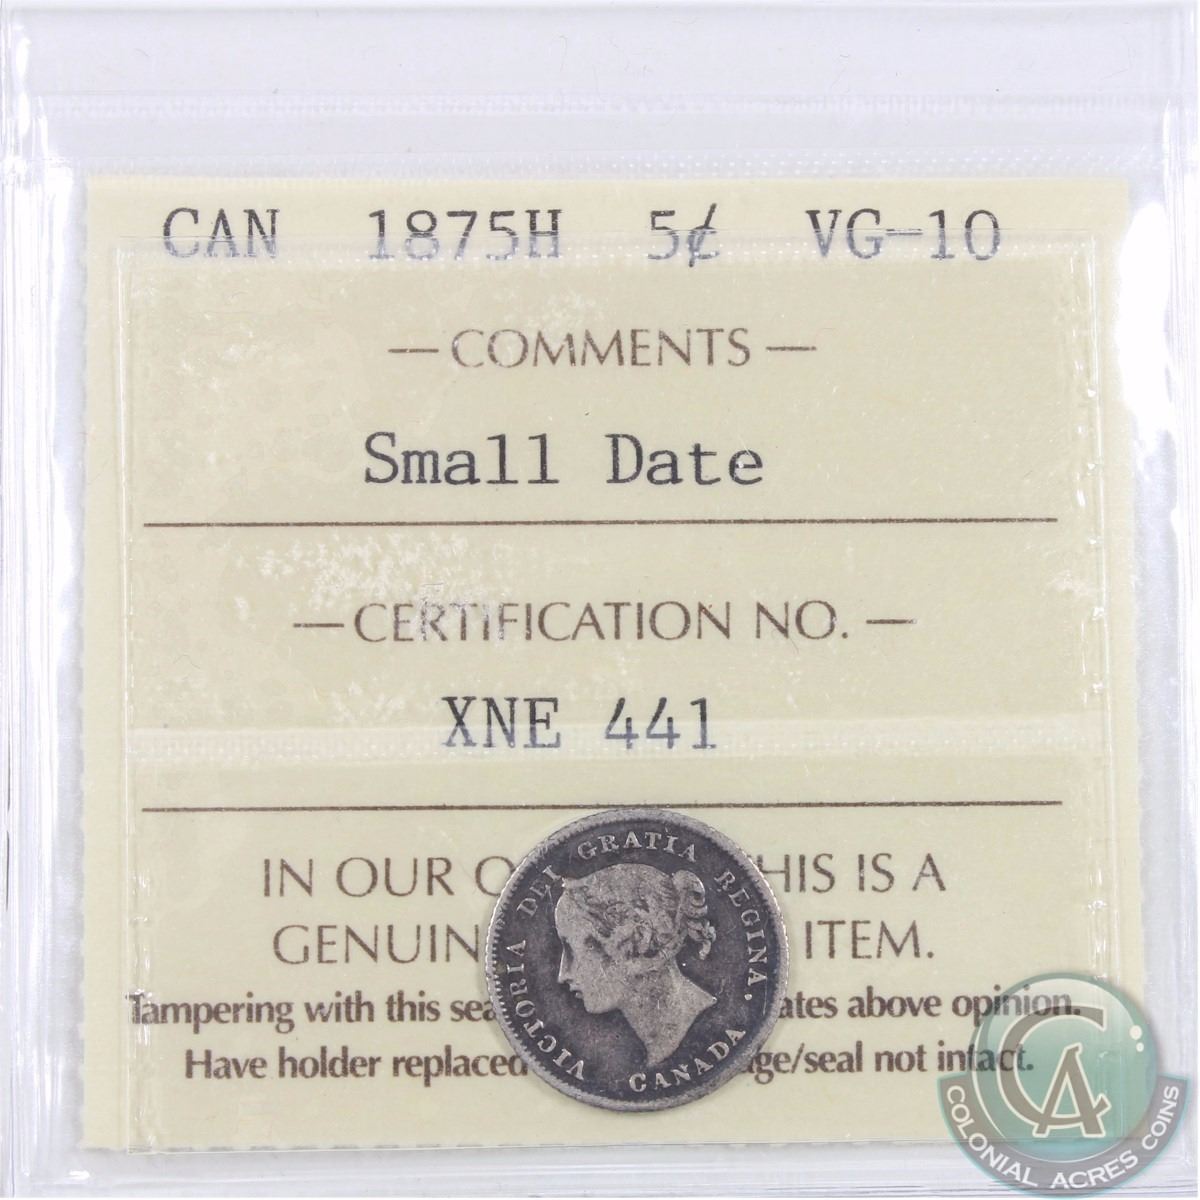 CAN 1875H 5¢ VG-10
— COMMENTS —
Small Date
— CERTIFICATION NO. —
XNE 441
IN OUR O HIS IS A
GENUIN ITEM.
Tampering with this sea ates above opinion.
Have holder replaced ge/seal not intact.
VICTORIA DEI GRATIA REGINA.
CANADA
CA
COLONIAL ACRES COINS